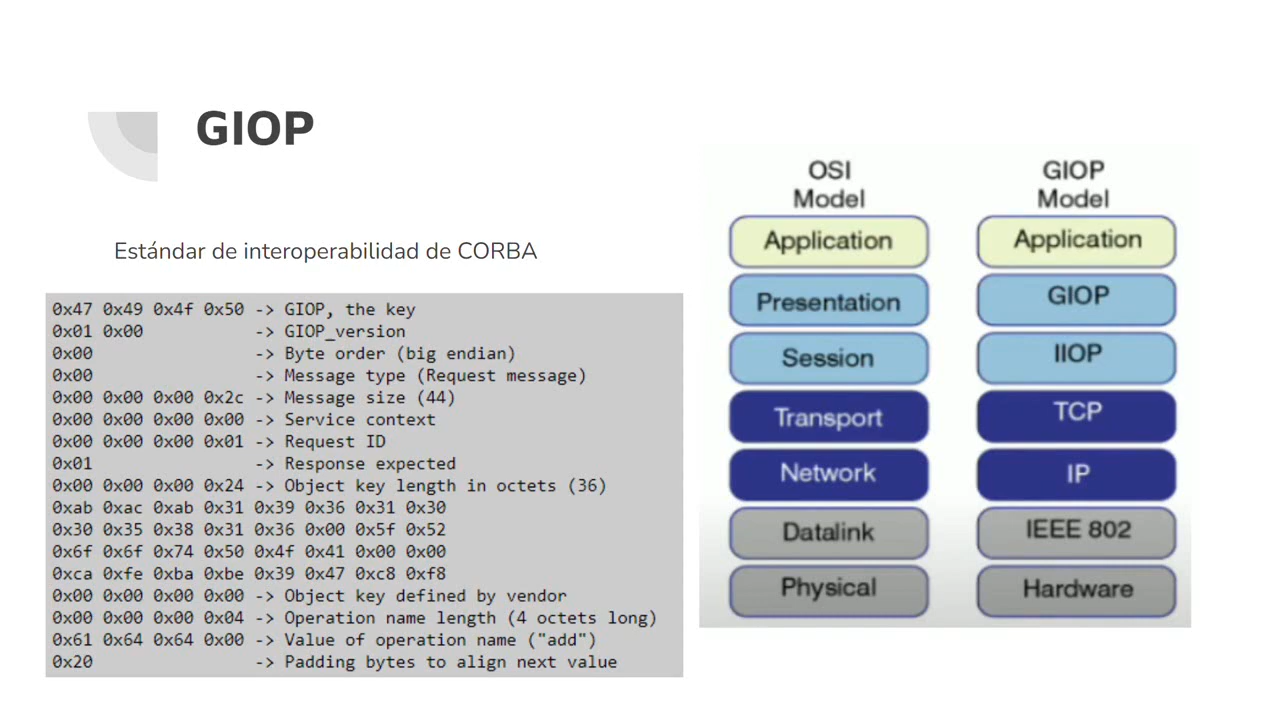 GIOP
Estándar de interoperabilidad de CORBA
0x47 0x49 0x4f 0x50 -> GIOP, the key
0x01 0x00 -> GIOP_version
0x00 -> Byte order (big endian)
0x00 -> Message type (Request message)
0x00 0x00 0x00 0x2c -> Message size (44)
0x00 0x00 0x00 0x00 -> Service context
0x00 0x00 0x00 0x01 -> Request ID
0x01 -> Response expected
0x00 0x00 0x00 0x24 -> Object key length in octets (36)
0xab 0xac 0xab 0x31 0x39 0x36 0x31 0x30
0x30 0x35 0x38 0x31 0x36 0x00 0x5f 0x52
0x6f 0x6f 0x74 0x50 0x4f 0x41 0x00 0x00
0xca 0xfe 0xba 0xbe 0x39 0x47 0xc8 0xf8
0x00 0x00 0x00 0x00 -> Object key defined by vendor
0x00 0x00 0x00 0x04 -> Operation name length (4 octets long)
0x61 0x64 0x64 0x00 -> Value of operation name ("add")
0x20 -> Padding bytes to align next value
OSI
Model
Application
Presentation
Session
Transport
Network
Datalink
Physical
GIOP
Model
Application
GIOP
IIOP
TCP
IP
IEEE 802
Hardware